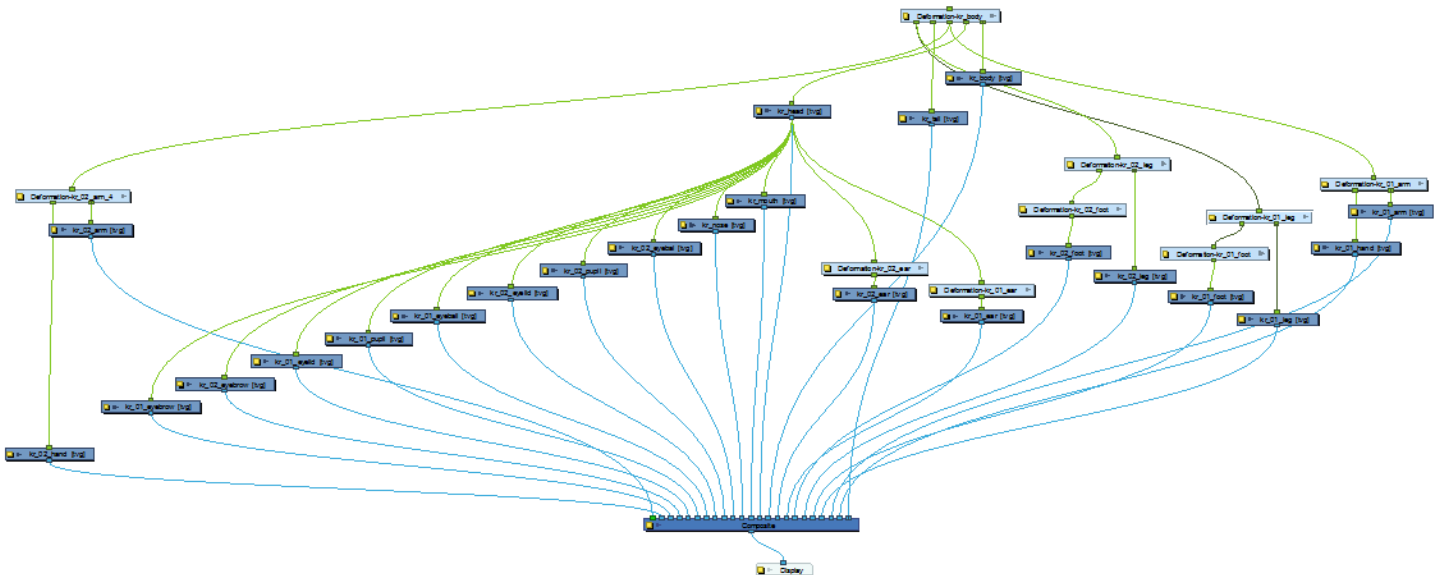 Deformation-kr_body
kr_body (tvg)
kr_head (tvg)
kr_tail (tvg)
Deformation-kr_02_leg
Deformation-kr_01_arm
Deformation-kr_02_arm_4
kr_mouth (tvg)
Deformation-kr_02_foot
kr_01_arm (tvg)
Deformation-kr_01_leg
kr_nose (tvg)
kr_02_arm (tvg)
kr_02_eyeball (tvg)
kr_01_hand (tvg)
kr_02_foot (tvg)
Deformation-kr_01_foot
kr_02_pupil (tvg)
Deformation-kr_02_ear
kr_02_leg (tvg)
Deformation-kr_01_ear
kr_02_eyelid (tvg)
kr_02_ear (tvg)
kr_01_foot (tvg)
kr_01_eyeball (tvg)
kr_01_ear (tvg)
kr_01_leg (tvg)
kr_01_pupil (tvg)
kr_01_eyelid (tvg)
kr_02_eyebrow (tvg)
kr_01_eyebrow (tvg)
kr_02_hand (tvg)
Composite
Display